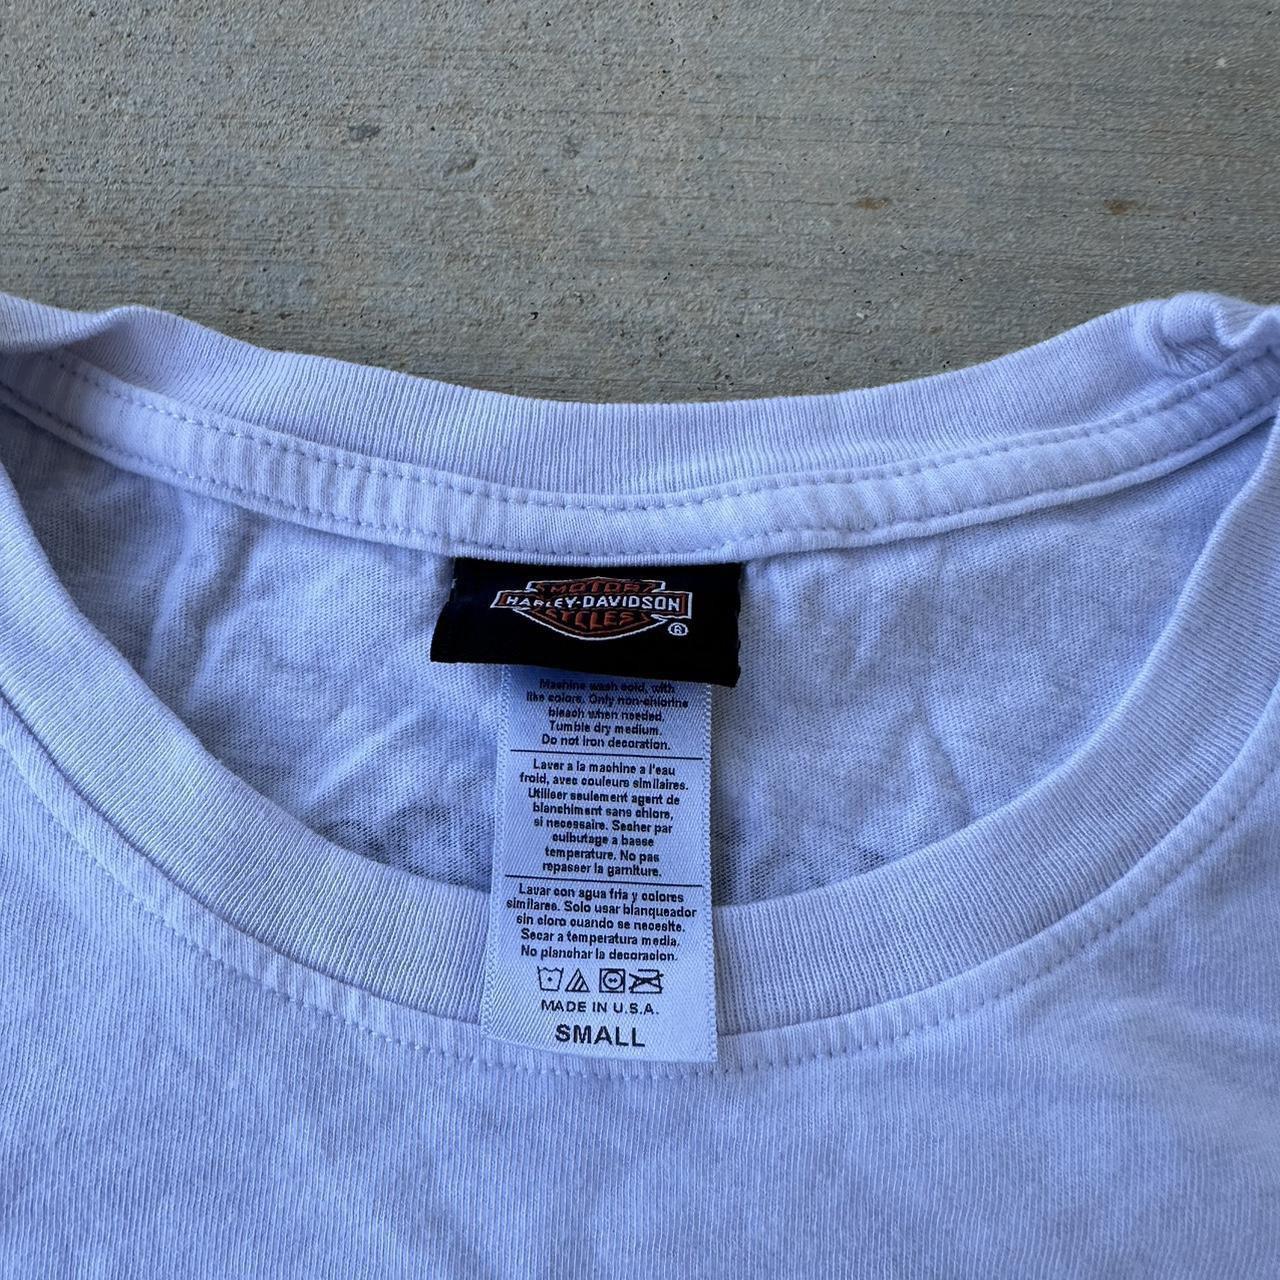 MOTOR
HARLEY-DAVIDSON
CYCLES
®
Machine wash cold, with
like colors. Only non-chlorine
bleach when needed.
Tumble dry medium.
Do not iron decoration.
Laver a la machine a l'eau
froid, avec couleurs similaires.
Utiliser seulement agent de
blanchiment sans chlore,
si necessaire. Secher par
culbutage a basse
temperature. No pas
repasser la garniture.
Lavar con agua fria y colores
similares. Solo usar blanqueador
sin cloro cuando se necesite.
Secar a temperatura media.
No planchar la decoracion.
MADE IN U.S.A.
SMALL